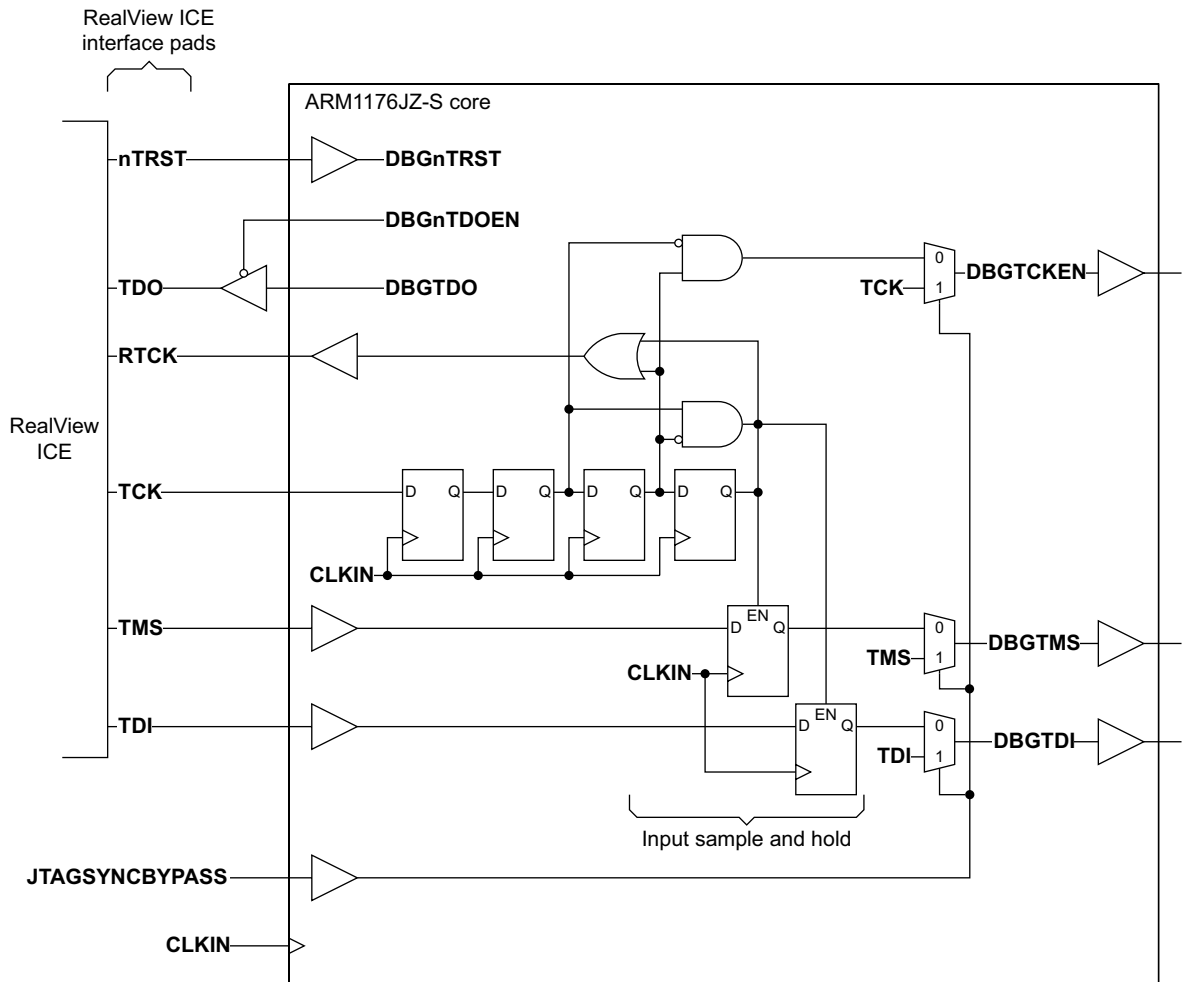 RealView ICE
interface pads
ARM1176JZ-S core
nTRST
DBGnTRST
DBGnTDOEN
TDO
DBGTDO
0
TCK
1
DBGTCKEN
RTCK
RealView
ICE
TCK
D Q D Q D Q D Q
CLKIN
TMS
EN
D Q
CLKIN
0
TMS
1
DBGTMS
TDI
EN
D Q
0
TDI
1
DBGTDI
Input sample and hold
JTAGSYNCBYPASS
CLKIN